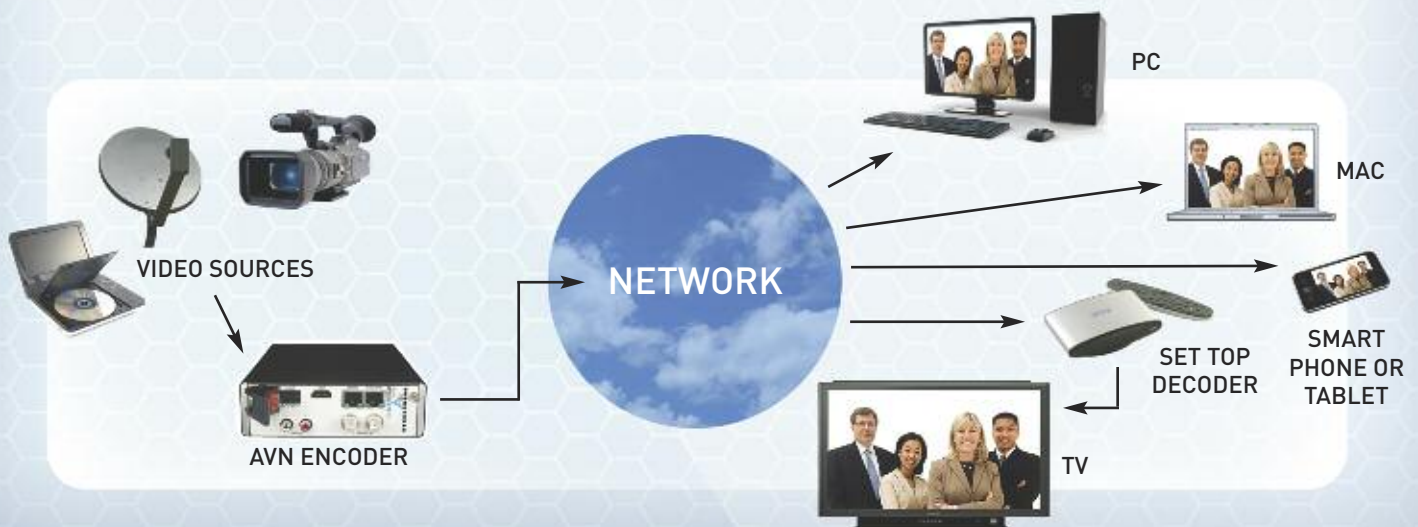 PC
MAC
VIDEO SOURCES
NETWORK
SMART
PHONE OR
TABLET
SET TOP
DECODER
AVN ENCODER
TV